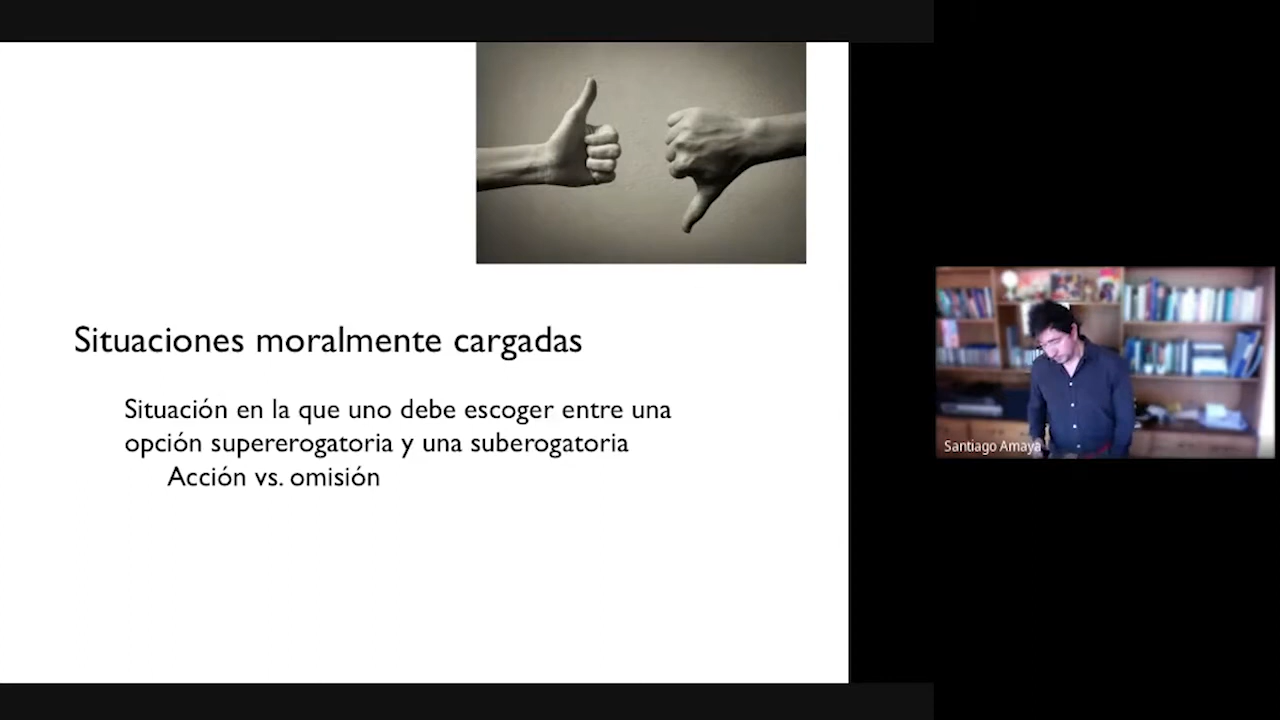 Situaciones moralmente cargadas
Situación en la que uno debe escoger entre una
opción supererogatoria y una suberogatoria
Acción vs. omisión
Santiago Amaya